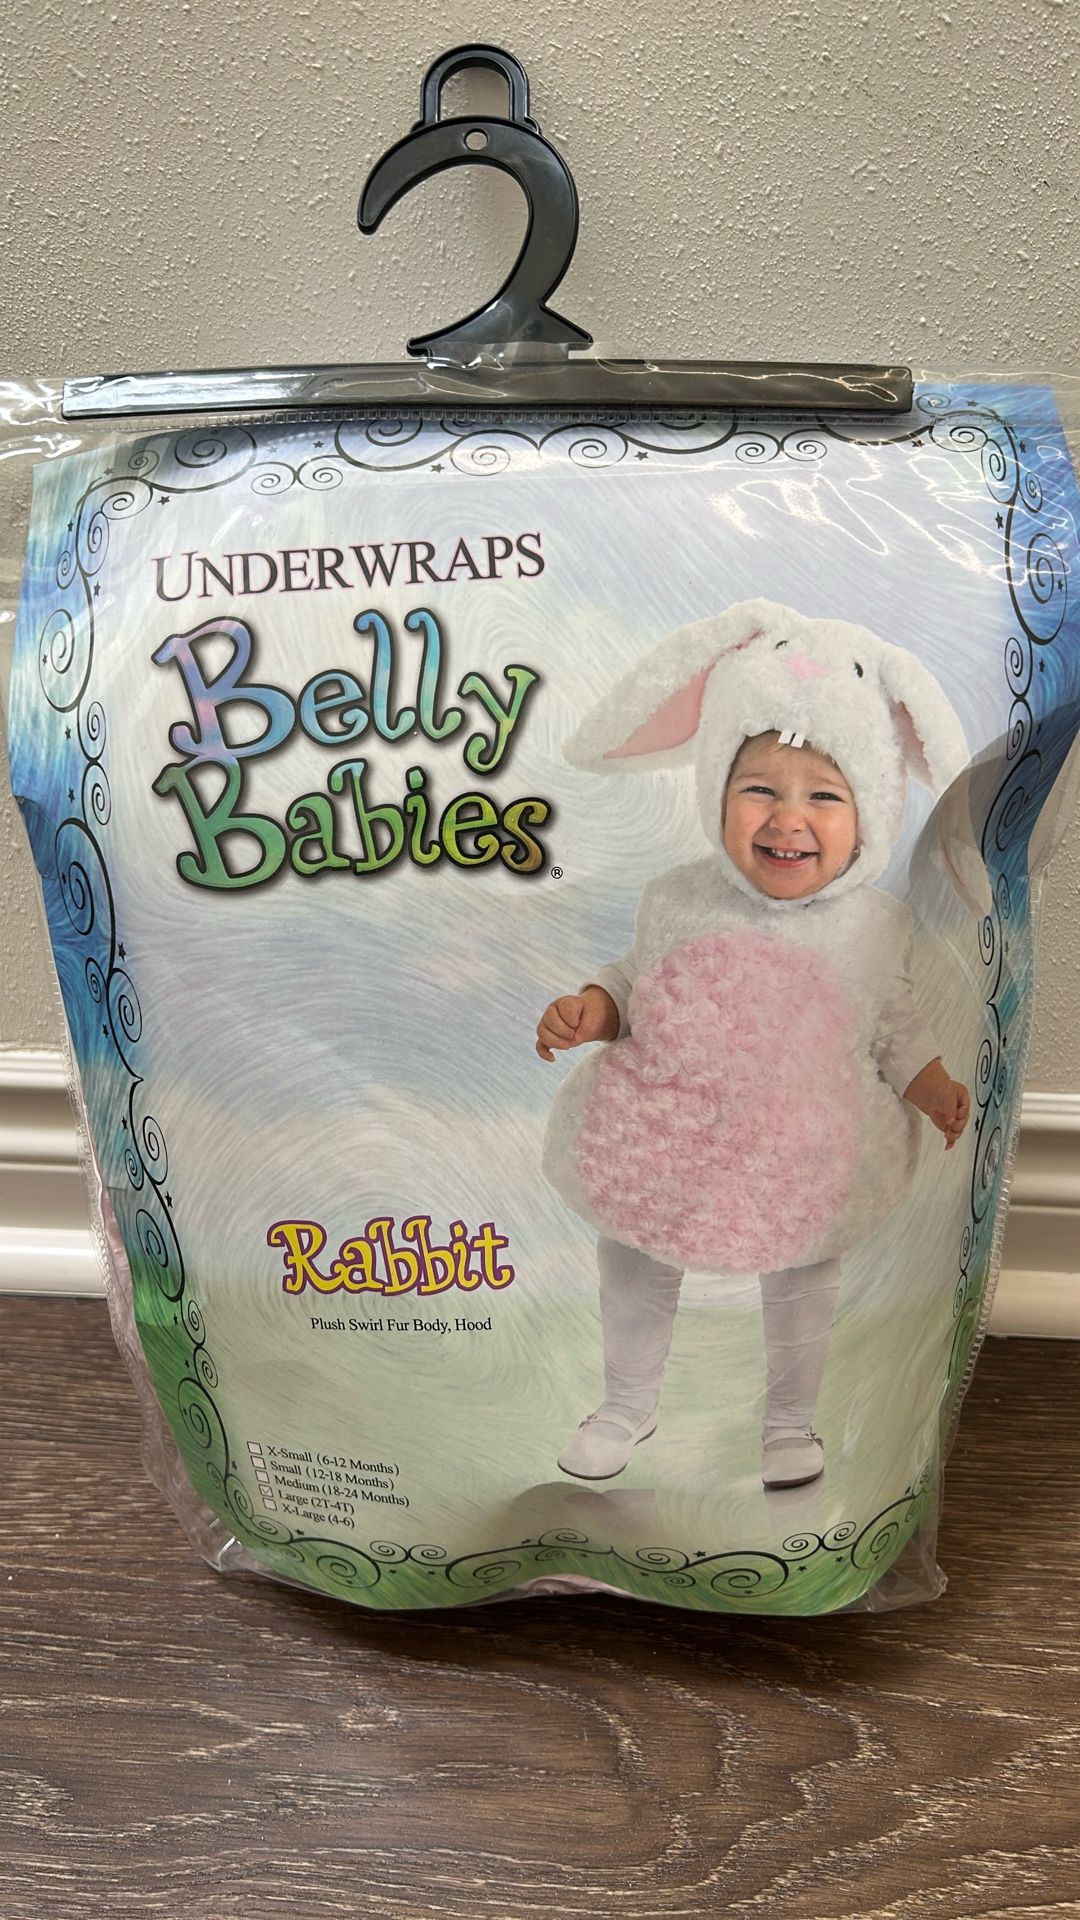 UNDERWRAPS
Belly
Babies®
Rabbit
Plush Swirl Fur Body, Hood
X-Small (6-12 Months)
Small (12-18 Months)
Medium (18-24 Months)
Large (2T-4T)
X-Large (4-6)